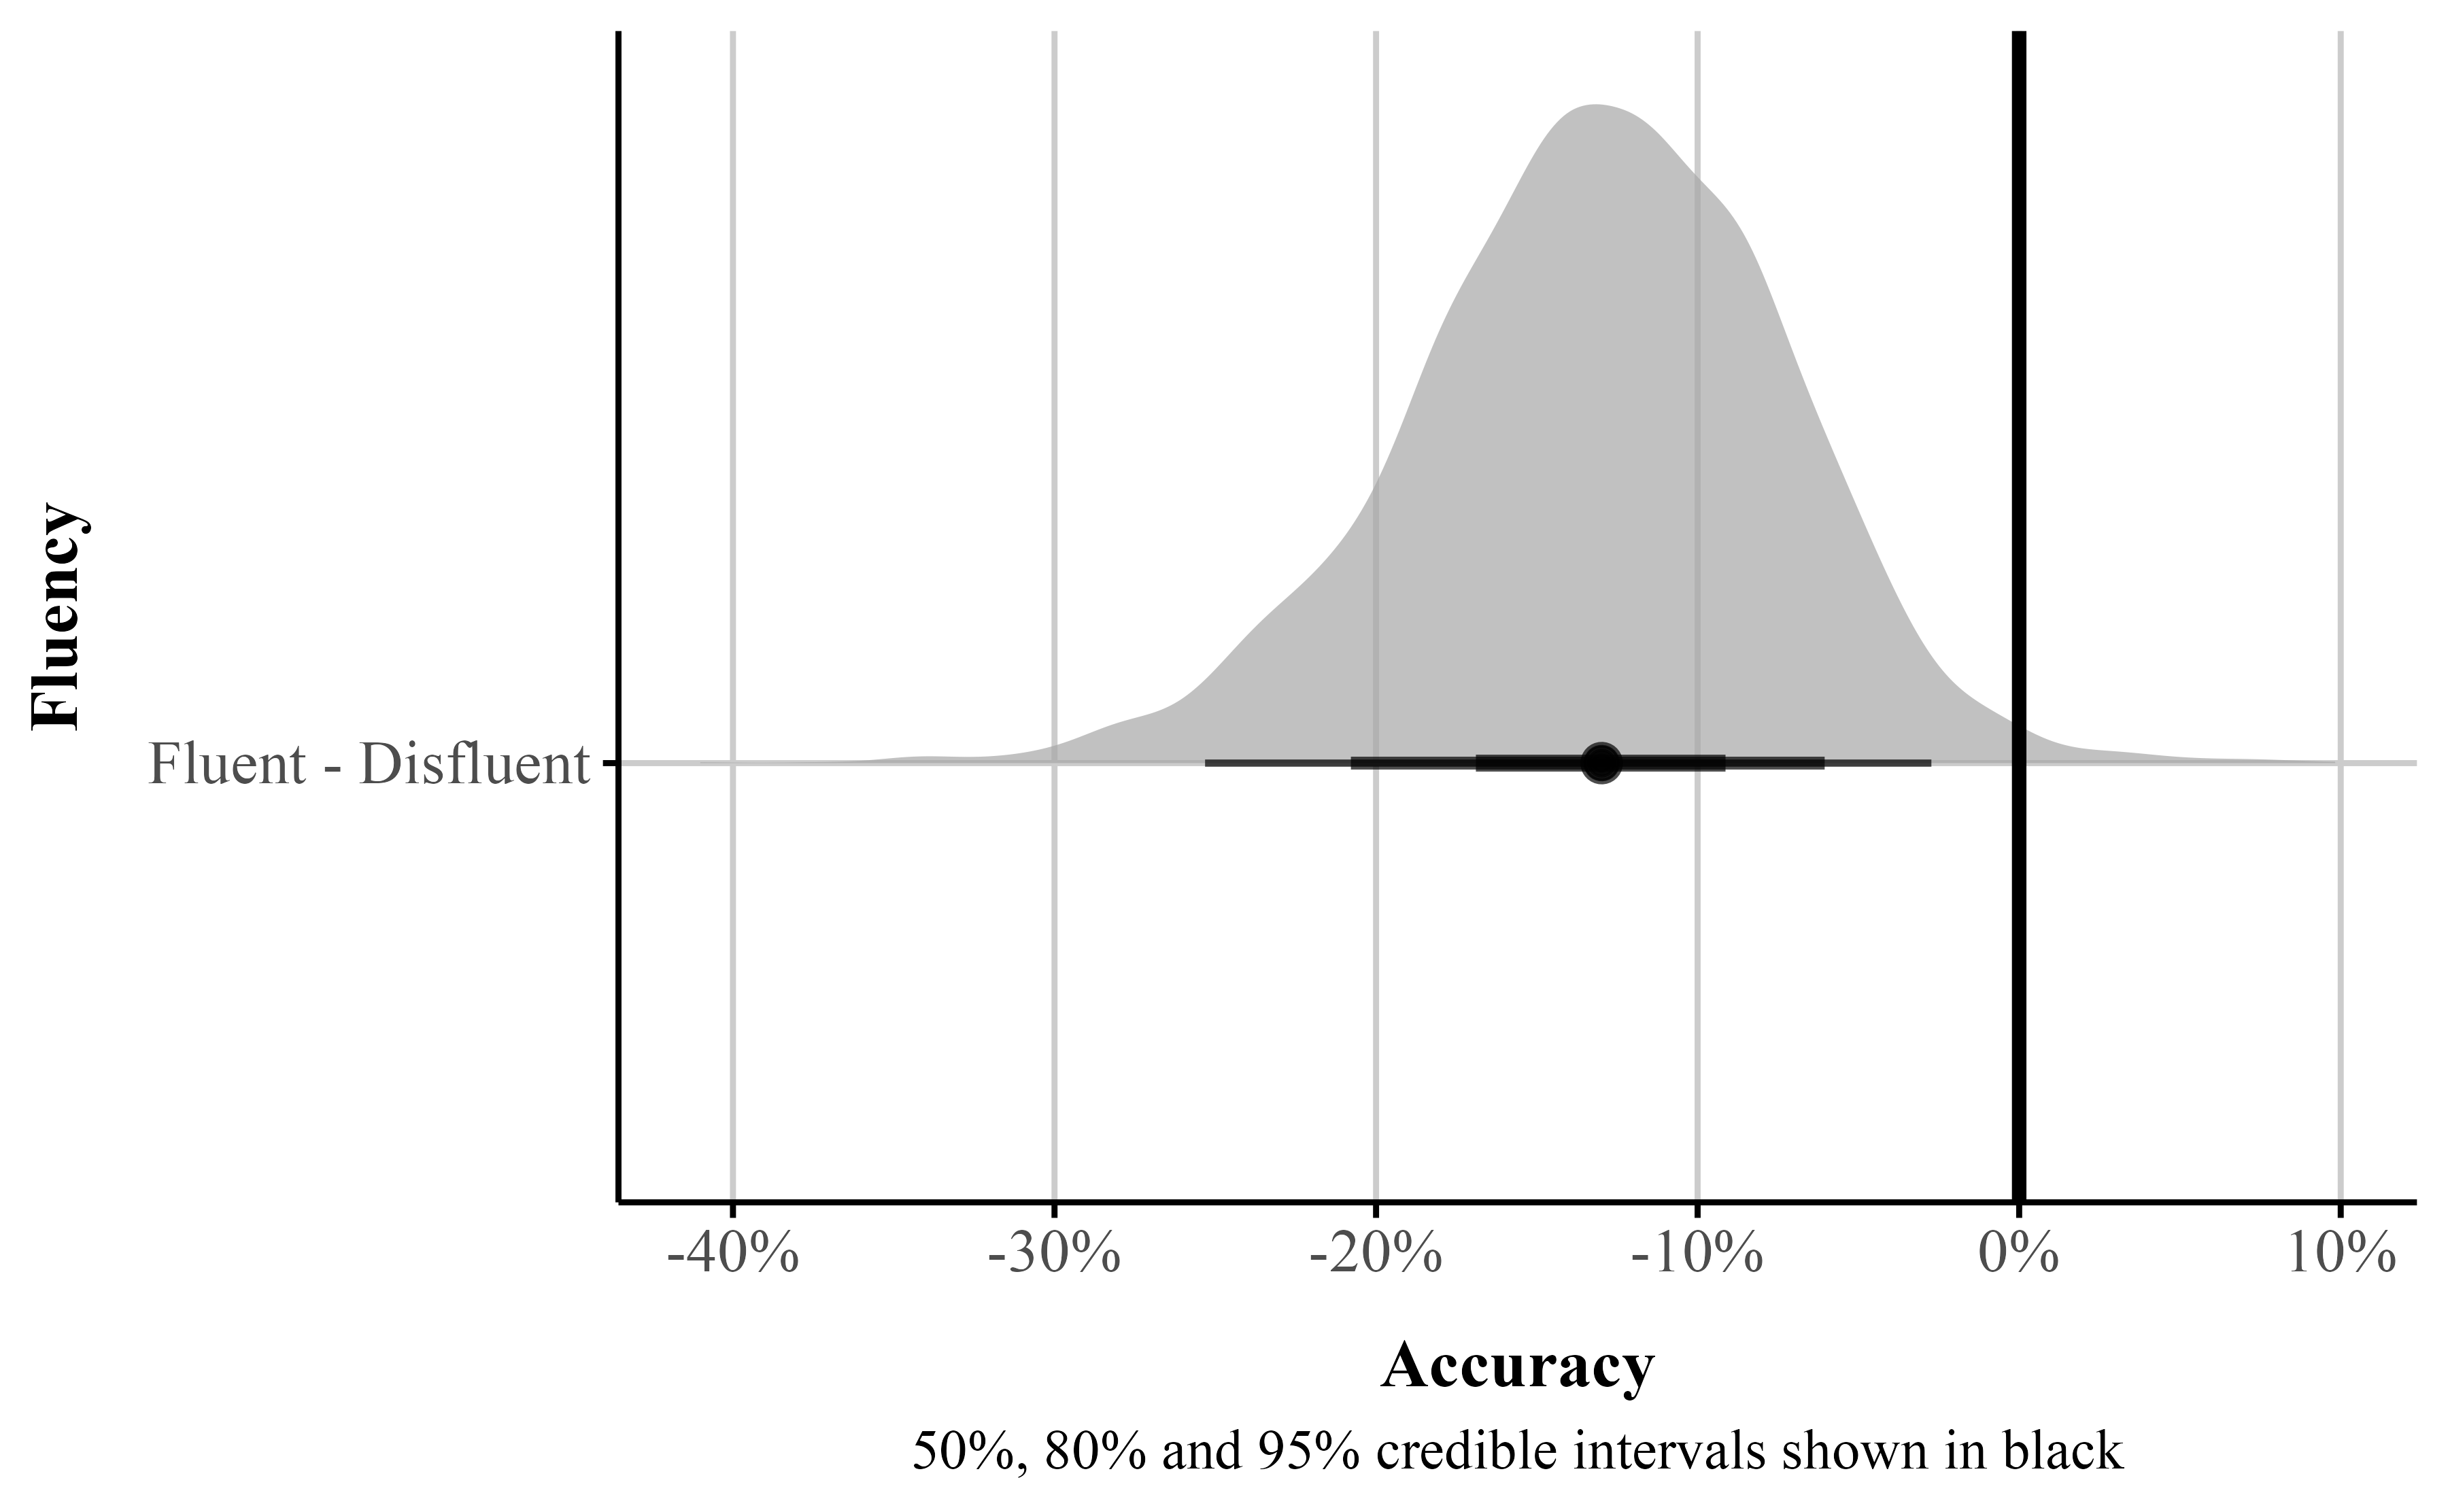 Fluency
Fluent - Disfluent
-40% -30% -20% -10% 0% 10%
Accuracy
50%, 80% and 95% credible intervals shown in black